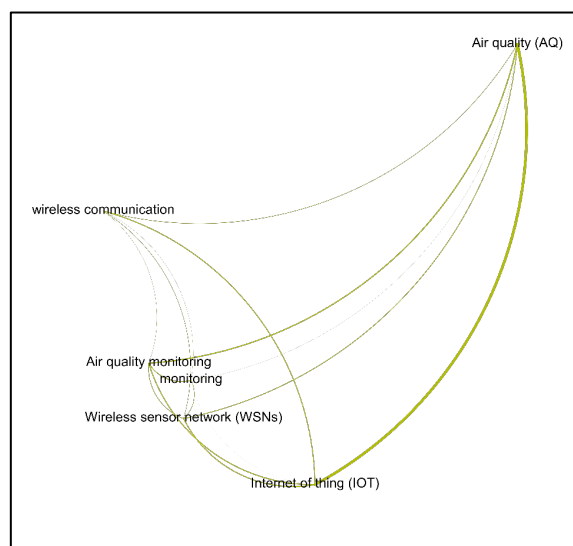 Air quality (AQ)
wireless communication
Air quality monitoring
monitoring
Wireless sensor network (WSNs)
Internet of thing (IOT)